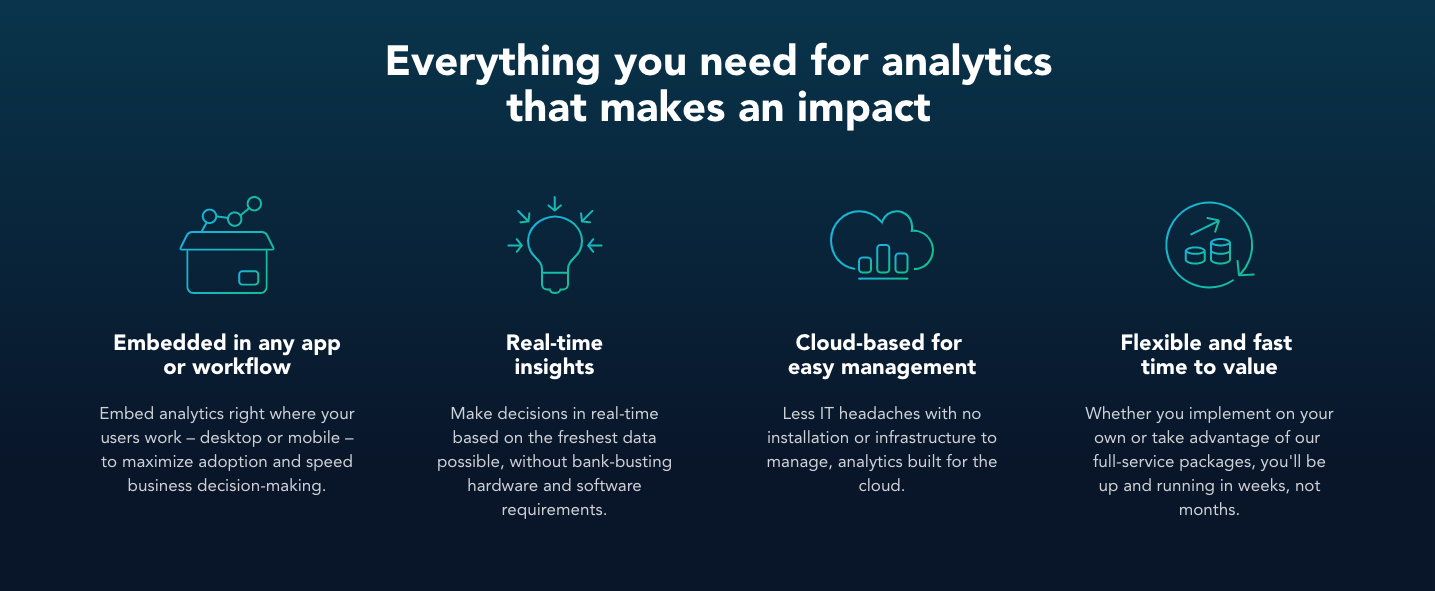 Everything you need for analytics
that makes an impact
Embedded in any app
or workflow
Embed analytics right where your
users work – desktop or mobile –
to maximize adoption and speed
business decision-making.
Real-time
insights
Make decisions in real-time
based on the freshest data
possible, without bank-busting
hardware and software
requirements.
Cloud-based for
easy management
Less IT headaches with no
installation or infrastructure to
manage, analytics built for the
cloud.
Flexible and fast
time to value
Whether you implement on your
own or take advantage of our
full-service packages, you'll be
up and running in weeks, not
months.